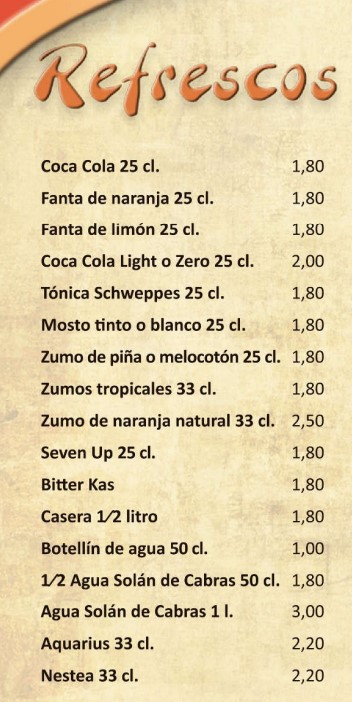 Refrescos
Coca Cola 25 cl. 1,80
Fanta de naranja 25 cl. 1,80
Fanta de limón 25 cl. 1,80
Coca Cola Light o Zero 25 cl. 2,00
Tónica Schweppes 25 cl. 1,80
Mosto tinto o blanco 25 cl. 1,80
Zumo de piña o melocotón 25 cl. 1,80
Zumos tropicales 33 cl. 1,80
Zumo de naranja natural 33 cl. 2,50
Seven Up 25 cl. 1,80
Bitter Kas 1,80
Casera 1/2 litro 1,80
Botellín de agua 50 cl. 1,00
1/2 Agua Solán de Cabras 50 cl. 1,80
Agua Solán de Cabras 1 l. 3,00
Aquarius 33 cl. 2,20
Nestea 33 cl. 2,20